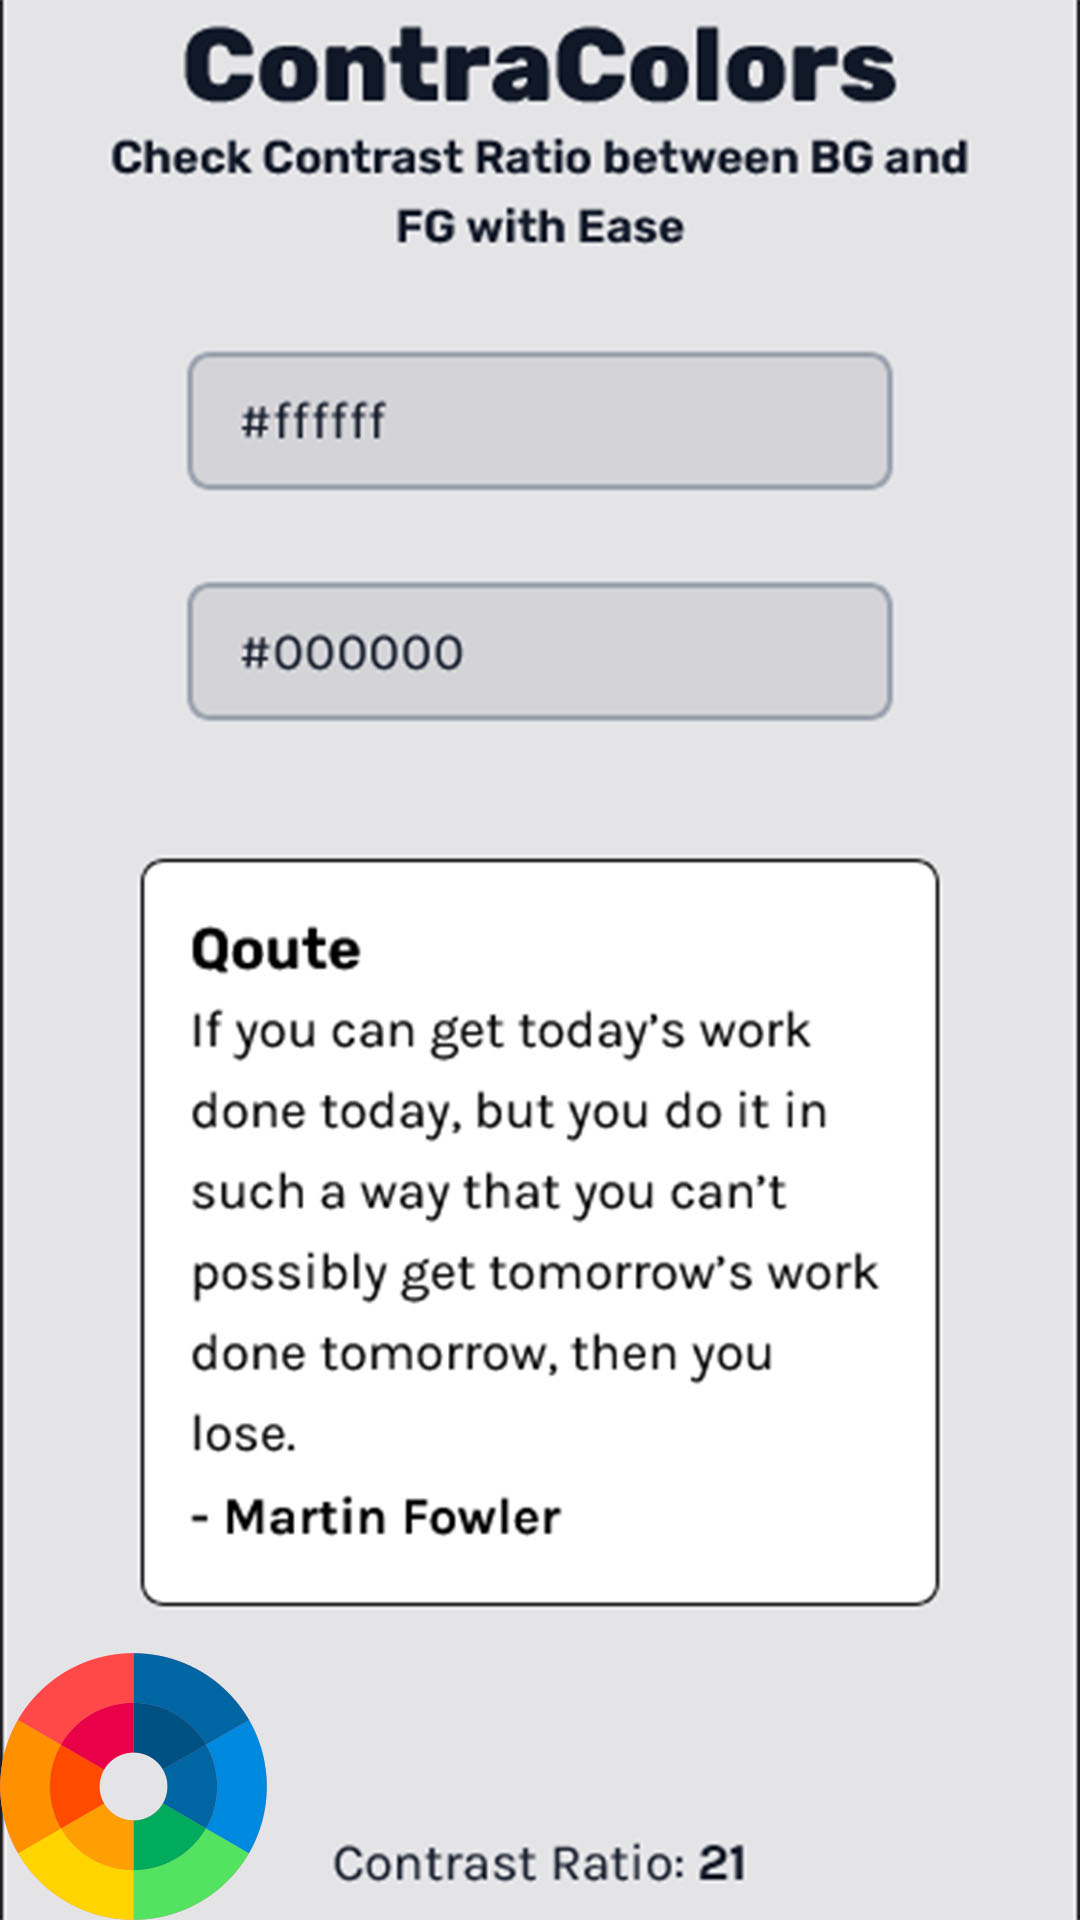 ContraColors
Check Contrast Ratio between BG and
FG with Ease
#ffffff
#000000
Qoute
If you can get today’s work
done today, but you do it in
such a way that you can’t
possibly get tomorrow’s work
done tomorrow, then you
lose.
- Martin Fowler
Contrast Ratio: 21